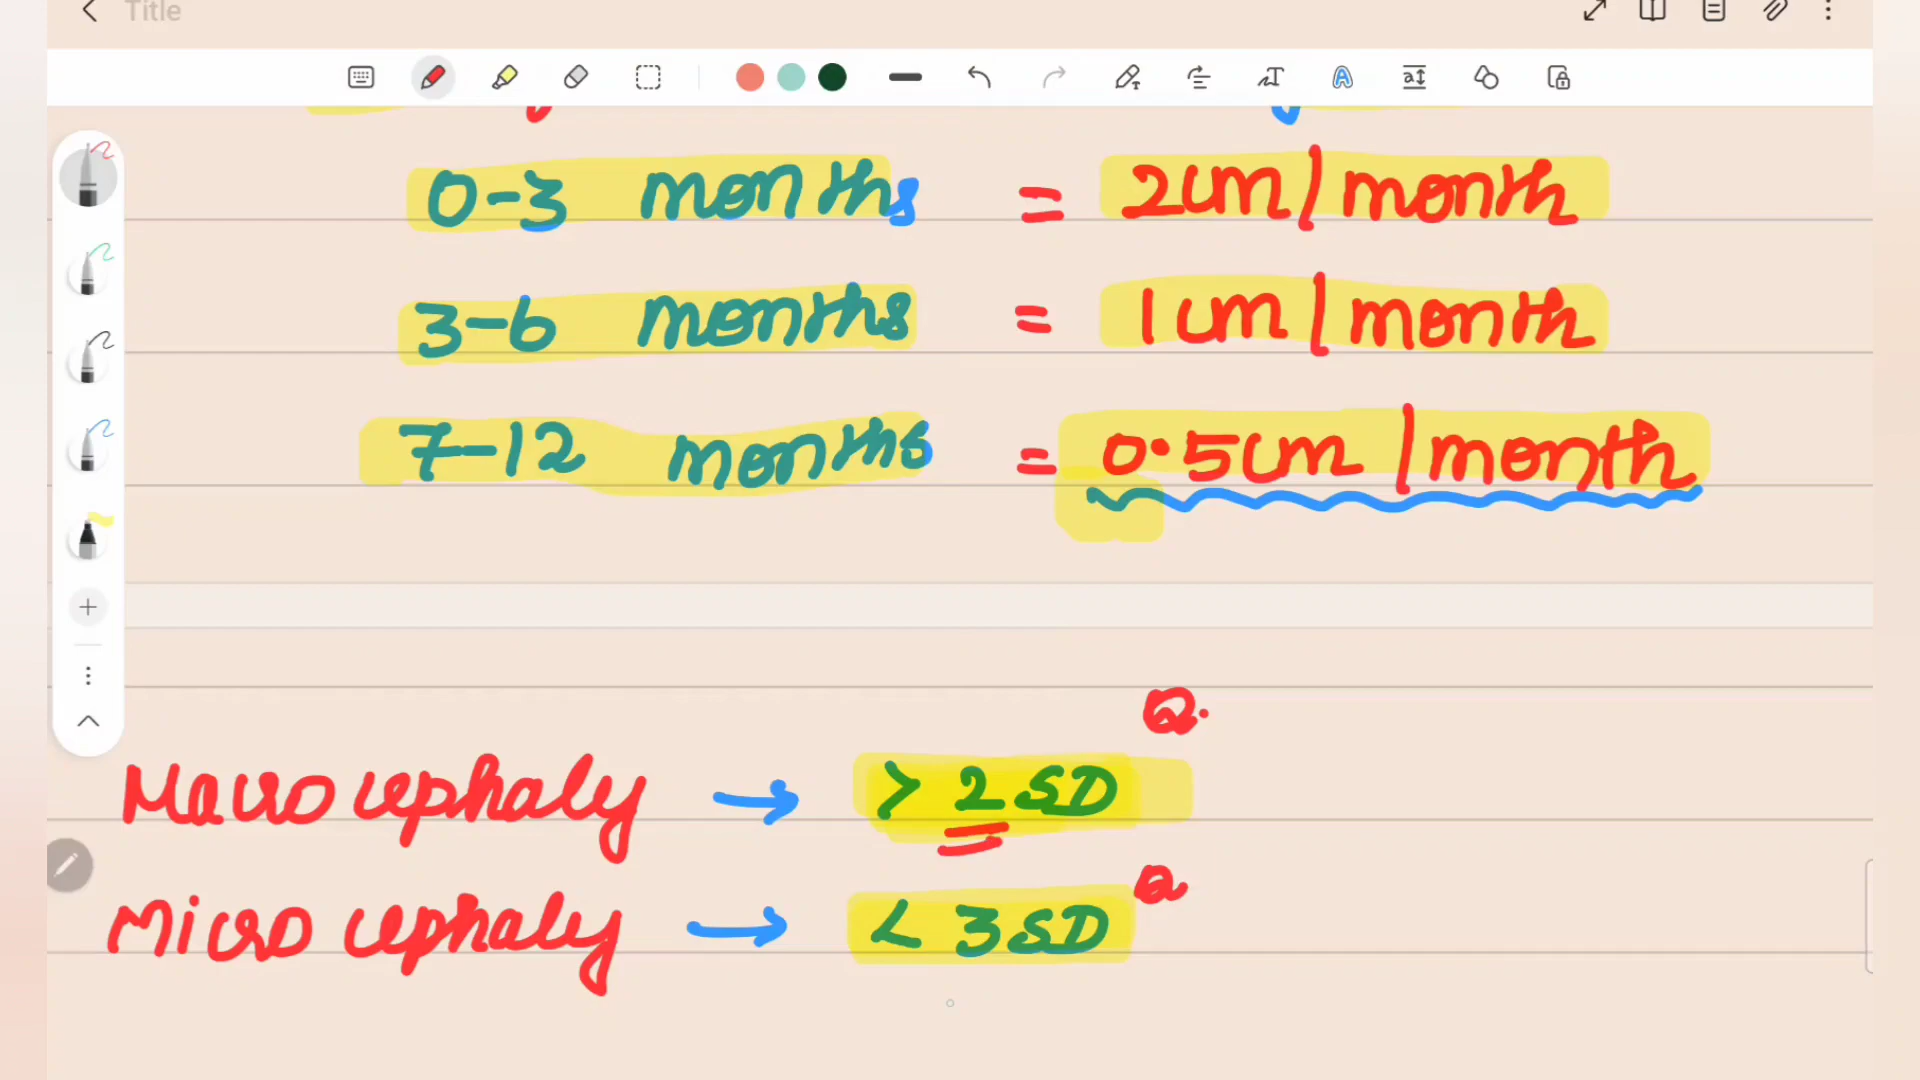 Title
0-3 months = 2cm/month
3-6 months = 1cm/month
7-12 months = 0.5cm/month
Q.
Macrocephaly → > 2SD
Q
Microcephaly → < 3SD